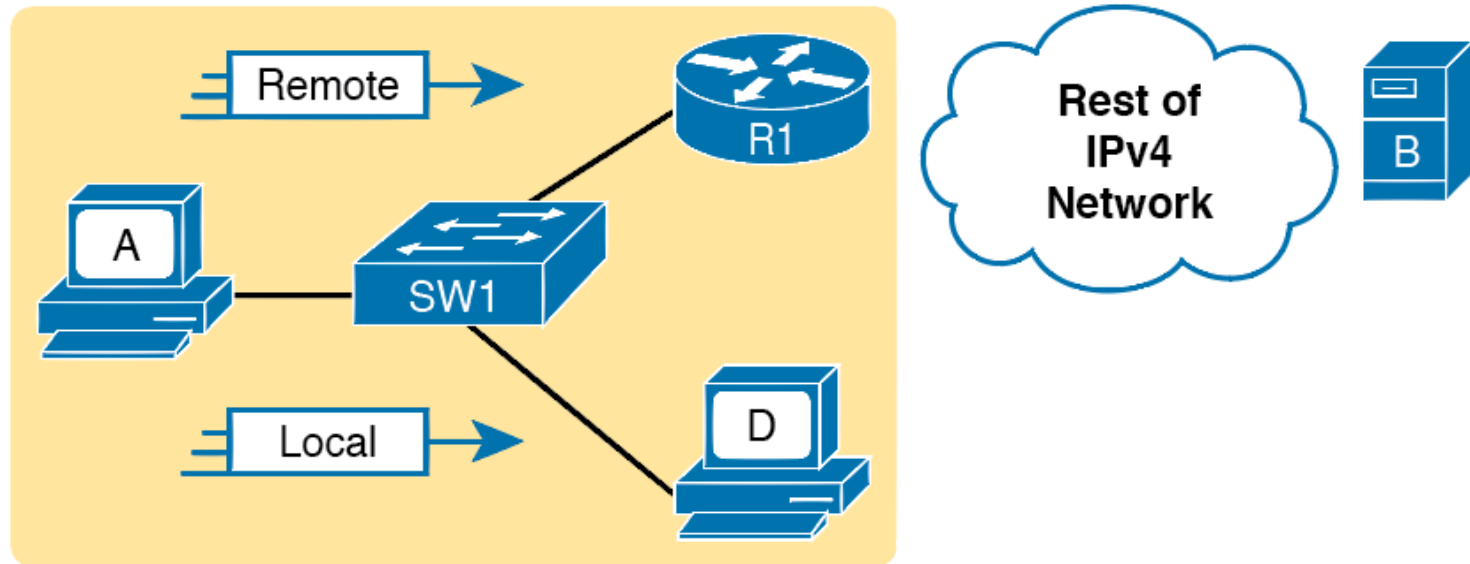 Remote
R1
Rest of
IPv4
Network
B
A
SW1
Local
D